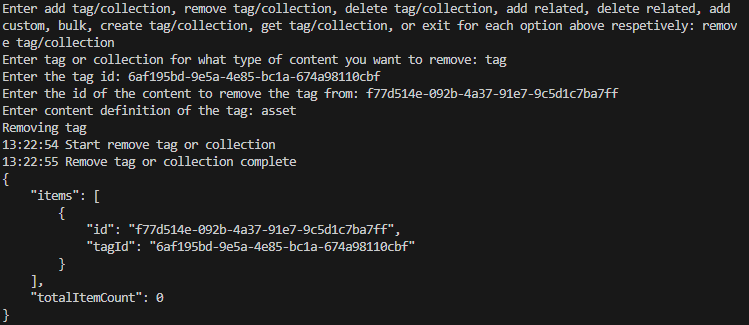 Enter add tag/collection, remove tag/collection, delete tag/collection, add related, delete related, add
custom, bulk, create tag/collection, get tag/collection, or exit for each option above respetively: remov
e tag/collection
Enter tag or collection for what type of content you want to remove: tag
Enter the tag id: 6af195bd-9e5a-4e85-bc1a-674a98110cbf
Enter the id of the content to remove the tag from: f77d514e-092b-4a37-91e7-9c5d1c7ba7ff
Enter content definition of the tag: asset
Removing tag
13:22:54 Start remove tag or collection
13:22:55 Remove tag or collection complete
{
    "items": [
        {
            "id": "f77d514e-092b-4a37-91e7-9c5d1c7ba7ff",
            "tagId": "6af195bd-9e5a-4e85-bc1a-674a98110cbf"
        }
    ],
    "totalItemCount": 0
}